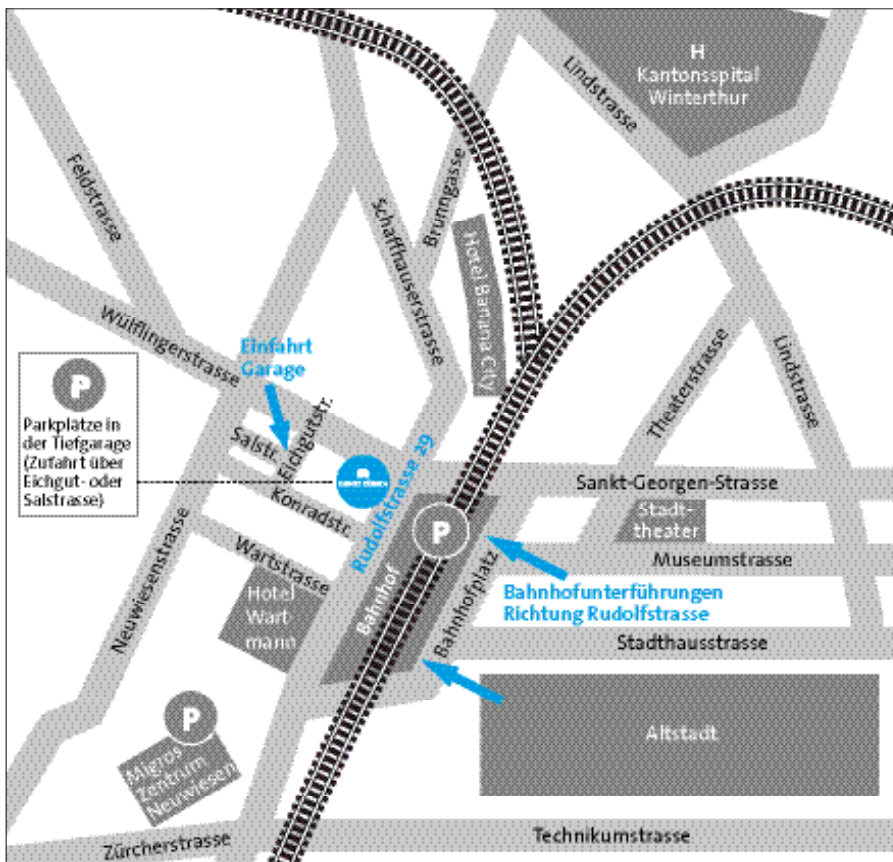 H
Kantonsspital
Winterthur
Lindstrasse
Feldstrasse
Schaffhauserstrasse
Brunngasse
Hotel Banana City
Wülflingerstrasse
Einfahrt
Garage
Theaterstrasse
Lindstrasse
P
Parkplätze in
der Tiefgarage
(Zufahrt über
Eichgut- oder
Salstrasse)
Salstr.
Eichgutstr.
Konradstr.
Rudolfstrasse 29
Sankt-Georgen-Strasse
Stadt-
theater
P
Museumstrasse
Wartstrasse
Neuwiesenstrasse
Hotel
Wart
mann
Bahnhof
Bahnhofplatz
Bahnhofunterführungen
Richtung Rudolfstrasse
Stadthausstrasse
P
Migros
Zentrum
Neuwiesen
Altstadt
Zürcherstrasse
Technikumstrasse